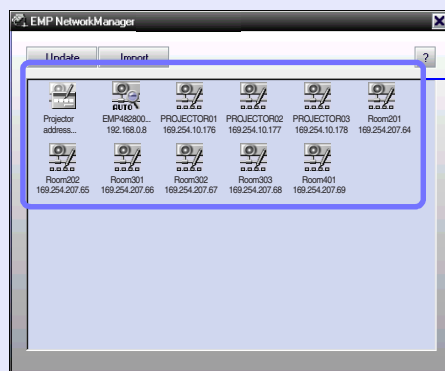 EMP NetworkManager
Update Import ?
AUTO
Projector EMP482800... PROJECTOR01 PROJECTOR02 PROJECTOR03 Room201
address... 192.168.0.8 169.254.10.176 169.254.10.177 169.254.10.178 169.254.207.64
Room202 Room301 Room302 Room303 Room401
169.254.207.65 169.254.207.66 169.254.207.67 169.254.207.68 169.254.207.69